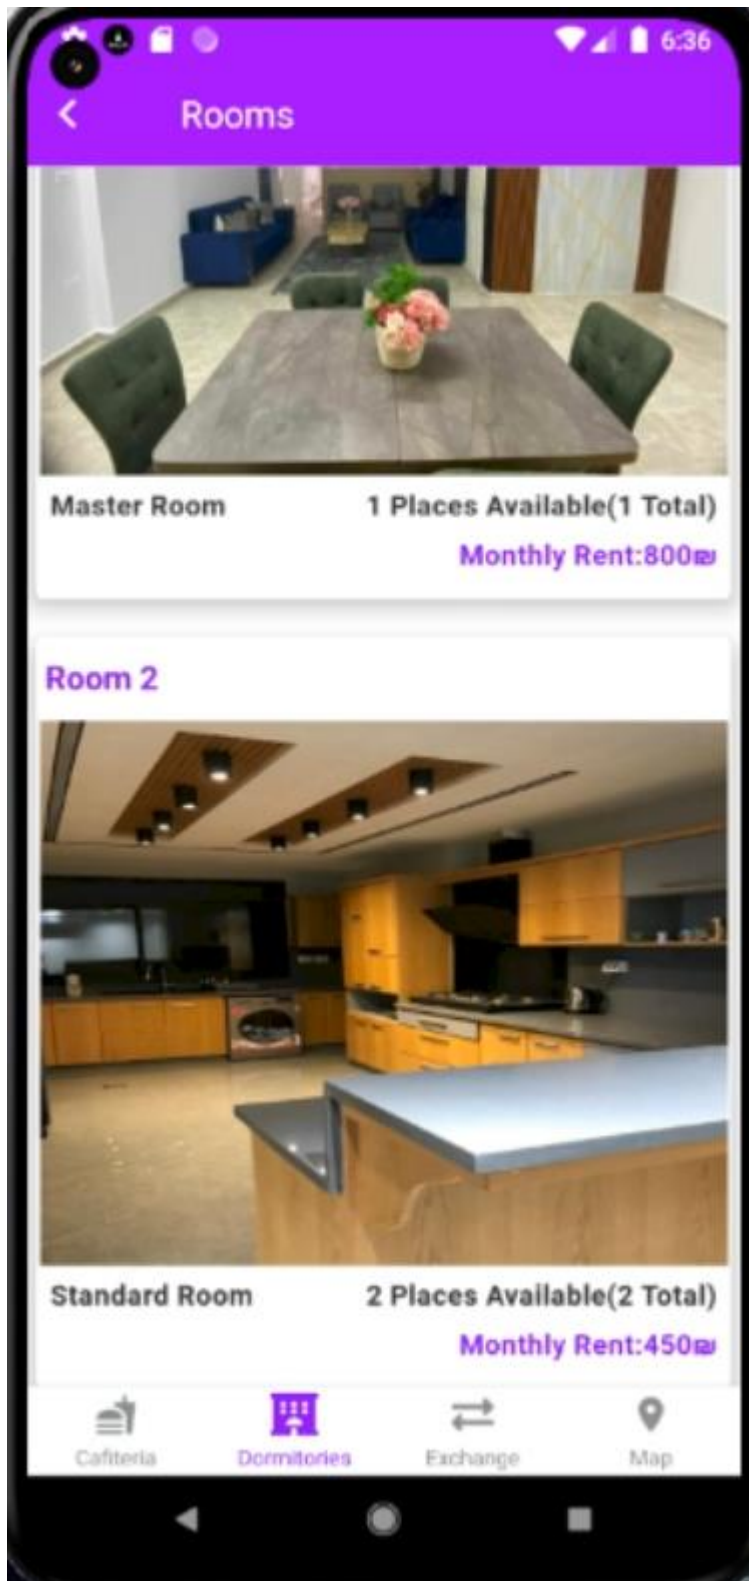 6:36
Rooms
Master Room 1 Places Available(1 Total)
Monthly Rent:800₪
Room 2
Standard Room 2 Places Available(2 Total)
Monthly Rent:450₪
Cafiteria Dormitories Exchange Map